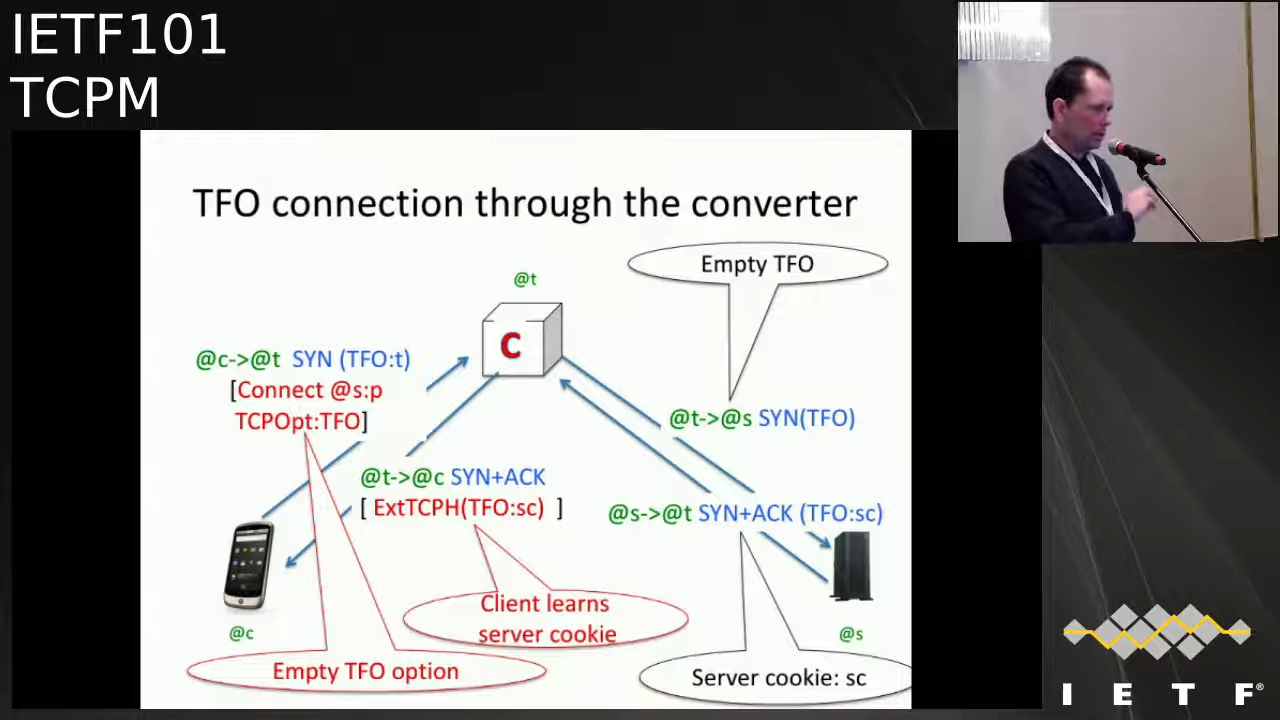 IETF101
TCPM
TFO connection through the converter
Empty TFO
@t
C
@c->@t SYN (TFO:t)
[Connect @s:p
TCPOpt:TFO]
@t->@s SYN(TFO)
@t->@c SYN+ACK
[ ExtTCPH(TFO:sc) ]
@s->@t SYN+ACK (TFO:sc)
Client learns
server cookie
@c
@s
Empty TFO option
Server cookie: sc
I E T F®